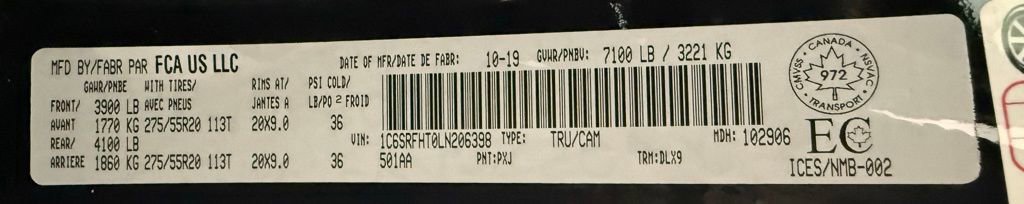 MFD BY/FABR PAR FCA US LLC DATE OF MFR/DATE DE FABR: 10-19 GVWR/PNBV: 7100 LB / 3221 KG
GAWR/PNBE WITH TIRES/ RIMS AT/ PSI COLD/
FRONT/ 3900 LB AVEC PNEUS JANTES A LB/PO² FROID
AVANT 1770 KG 275/55R20 113T 20X9.0 36
REAR/ 4100 LB
ARRIERE 1860 KG 275/55R20 113T 20X9.0 36
VIN: 1C6SRFHT0LN206398 TYPE: TRU/CAM MDH: 102906
501AA PNT:PXJ TRM:DLX9
CANADA
CMVSS NSVAC
972
TRANSPORT
EC
ICES/NMB-002